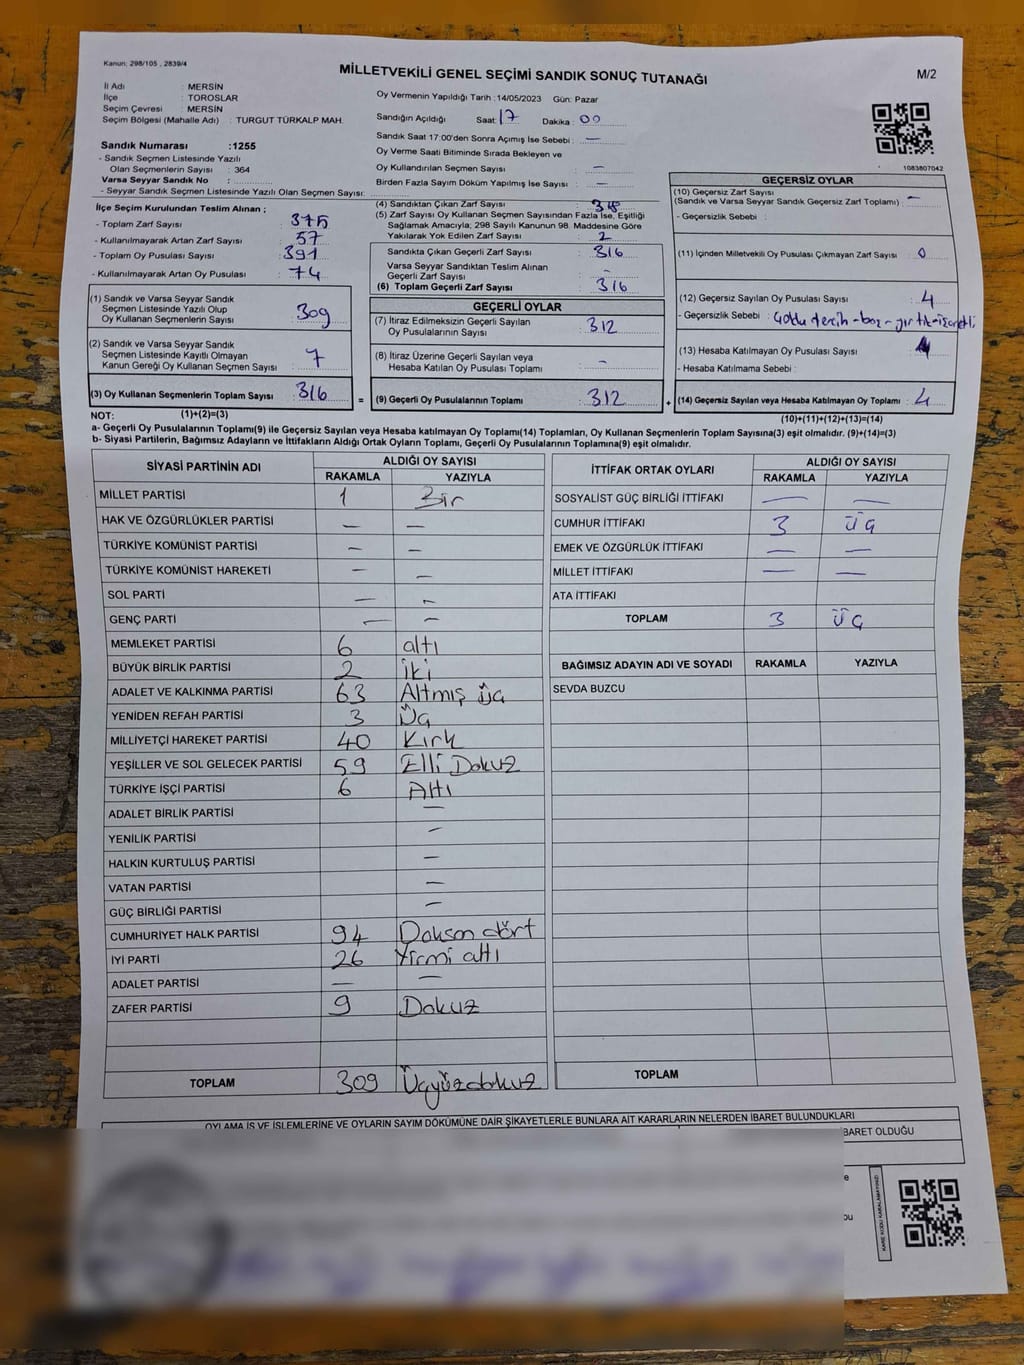 Kanun: 298/105 , 2839/4
MİLLETVEKİLİ GENEL SEÇİMİ SANDIK SONUÇ TUTANAĞI
M/2
İl Adı : MERSİN
İlçe : TOROSLAR
Seçim Çevresi : MERSİN
Seçim Bölgesi (Mahalle Adı) : TURGUT TÜRKALP MAH.
Sandık Numarası :1255
- Sandık Seçmen Listesinde Yazılı
Olan Seçmenlerin Sayısı : 364
Varsa Seyyar Sandık No :
- Seyyar Sandık Seçmen Listesinde Yazılı Olan Seçmen Sayısı:
Oy Vermenin Yapıldığı Tarih :14/05/2023 Gün: Pazar
Sandığın Açıldığı Saat: 17 Dakika : 00
Sandık Saat 17:00'den Sonra Açımış İse Sebebi : —
Oy Verme Saati Bitiminde Sırada Bekleyen ve
Oy Kullandırılan Seçmen Sayısı : —
Birden Fazla Sayım Döküm Yapılmış İse Sayısı : —
1083807042
İlçe Seçim Kurulundan Teslim Alınan ;
- Toplam Zarf Sayısı : 375
- Kullanılmayarak Artan Zarf Sayısı : 57
- Toplam Oy Pusulası Sayısı : 391
- Kullanılmayarak Artan Oy Pusulası : 74
(1) Sandık ve Varsa Seyyar Sandık
Seçmen Listesinde Yazılı Olup
Oy Kullanan Seçmenlerin Sayısı : 309
(2) Sandık ve Varsa Seyyar Sandık
Seçmen Listesinde Kayıtlı Olmayan
Kanun Gereği Oy Kullanan Seçmen Sayısı : 7
(3) Oy Kullanan Seçmenlerin Toplam Sayısı : 316
(4) Sandıktan Çıkan Zarf Sayısı : 318
(5) Zarf Sayısı Oy Kullanan Seçmen Sayısından Fazla İse, Eşitliği
Sağlamak Amacıyla; 298 Sayılı Kanunun 98. Maddesine Göre
Yakılarak Yok Edilen Zarf Sayısı : 2
Sandıkta Çıkan Geçerli Zarf Sayısı : 316
Varsa Seyyar Sandıktan Teslim Alınan
Geçerli Zarf Sayısı : -
(6) Toplam Geçerli Zarf Sayısı : 316
GEÇERLİ OYLAR
(7) İtiraz Edilmeksizin Geçerli Sayılan
Oy Pusulalarının Sayısı : 312
(8) İtiraz Üzerine Geçerli Sayılan veya
Hesaba Katılan Oy Pusulası Toplamı : -
= (9) Geçerli Oy Pusulalarının Toplamı : 312
GEÇERSİZ OYLAR
(10) Geçersiz Zarf Sayısı
(Sandık ve Varsa Seyyar Sandık Geçersiz Zarf Toplamı) : —
- Geçersizlik Sebebi :
(11) İçinden Milletvekili Oy Pusulası Çıkmayan Zarf Sayısı : 0
(12) Geçersiz Sayılan Oy Pusulası Sayısı : 4
- Geçersizlik Sebebi :
(13) Hesaba Katılmayan Oy Pusulası Sayısı :
- Hesaba Katılmama Sebebi :
+ (14) Geçersiz Sayılan veya Hesaba Katılmayan Oy Toplamı : 4
NOT: (1)+(2)=(3) (10)+(11)+(12)+(13)=(14)
a- Geçerli Oy Pusulalarının Toplamı(9) ile Geçersiz Sayılan veya Hesaba katılmayan Oy Toplamı(14) Toplamları, Oy Kullanan Seçmenlerin Toplam Sayısına(3) eşit olmalıdır. (9)+(14)=(3)
b- Siyasi Partilerin, Bağımsız Adayların ve İttifakların Aldığı Ortak Oyların Toplamı, Geçerli Oy Pusulalarının Toplamına(9) eşit olmalıdır.
SİYASİ PARTİNİN ADI ALDIĞI OY SAYISI
RAKAMLA YAZIYLA
MİLLET PARTİSİ 1 Bir
HAK VE ÖZGÜRLÜKLER PARTİSİ — —
TÜRKİYE KOMÜNİST PARTİSİ — —
TÜRKİYE KOMÜNİST HAREKETİ — —
SOL PARTİ — —
GENÇ PARTİ — —
MEMLEKET PARTİSİ 6 altı
BÜYÜK BİRLİK PARTİSİ 2 İki
ADALET VE KALKINMA PARTİSİ 63 Altmış üç
YENİDEN REFAH PARTİSİ 3 Üç
MİLLİYETÇİ HAREKET PARTİSİ 40 Kırk
YEŞİLLER VE SOL GELECEK PARTİSİ 59 Elli Dokuz
TÜRKİYE İŞÇİ PARTİSİ 6 Altı
ADALET BİRLİK PARTİSİ —
YENİLİK PARTİSİ —
HALKIN KURTULUŞ PARTİSİ —
VATAN PARTİSİ —
GÜÇ BİRLİĞİ PARTİSİ —
CUMHURİYET HALK PARTİSİ 94 Doksan dört
İYİ PARTİ 26 Yirmi altı
ADALET PARTİSİ — —
ZAFER PARTİSİ 9 Dokuz
TOPLAM 309 Üçyüzdokuz
İTTİFAK ORTAK OYLARI ALDIĞI OY SAYISI
RAKAMLA YAZIYLA
SOSYALİST GÜÇ BİRLİĞİ İTTİFAKI — —
CUMHUR İTTİFAKI 3 ÜÇ
EMEK VE ÖZGÜRLÜK İTTİFAKI — —
MİLLET İTTİFAKI — —
ATA İTTİFAKI
TOPLAM 3 ÜÇ
BAĞIMSIZ ADAYIN ADI VE SOYADI RAKAMLA YAZIYLA
SEVDA BUZCU
TOPLAM
OYLAMA İŞ VE İŞLEMLERİNE VE OYLARIN SAYIM DÖKÜMÜNE DAİR ŞİKAYETLERLE BUNLARA AİT KARARLARIN NELERDEN İBARET BULUNDUKLARI
BARET OLDUĞU
KARE KODU KARALAMAYINIZ!